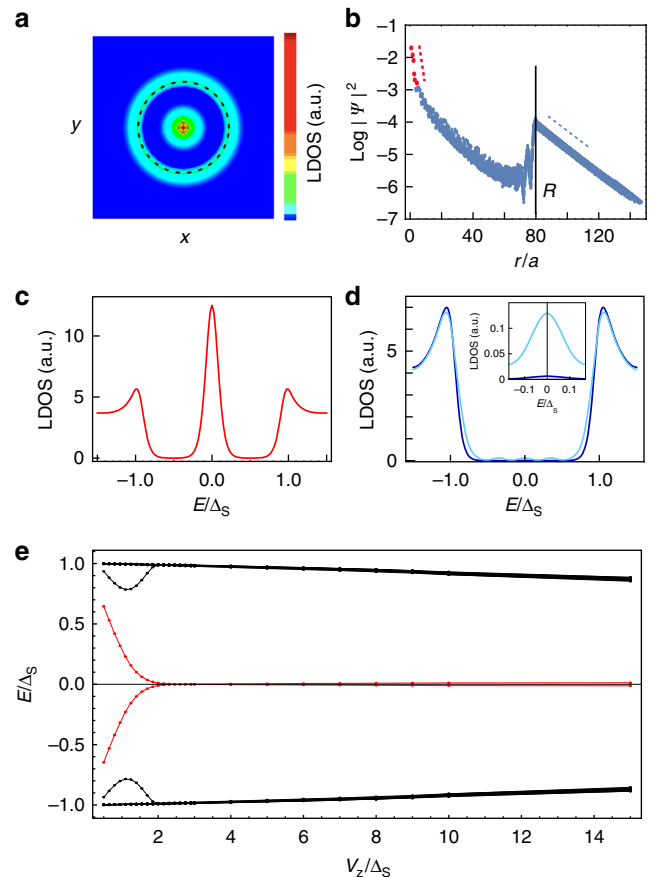 a
y
x
LDOS (a.u.)
b
Log |Ψ|²
−1
−2
−3
−4
−5
−6
−7
R
0 40 80 120
r/a
c
LDOS (a.u.)
10
5
0
−1.0 0.0 1.0
E/ΔS
d
LDOS (a.u.)
5
0
LDOS (a.u.)
0.1
0.05
0
−0.1 0 0.1
E/ΔS
−1.0 0.0 1.0
E/ΔS
e
E/ΔS
1.0
0.5
0.0
−0.5
−1.0
2 4 6 8 10 12 14
Vz/ΔS